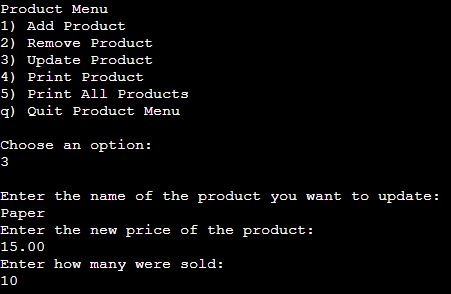 Product Menu
1) Add Product
2) Remove Product
3) Update Product
4) Print Product
5) Print All Products
q) Quit Product Menu
Choose an option:
3
Enter the name of the product you want to update:
Paper
Enter the new price of the product:
15.00
Enter how many were sold:
10